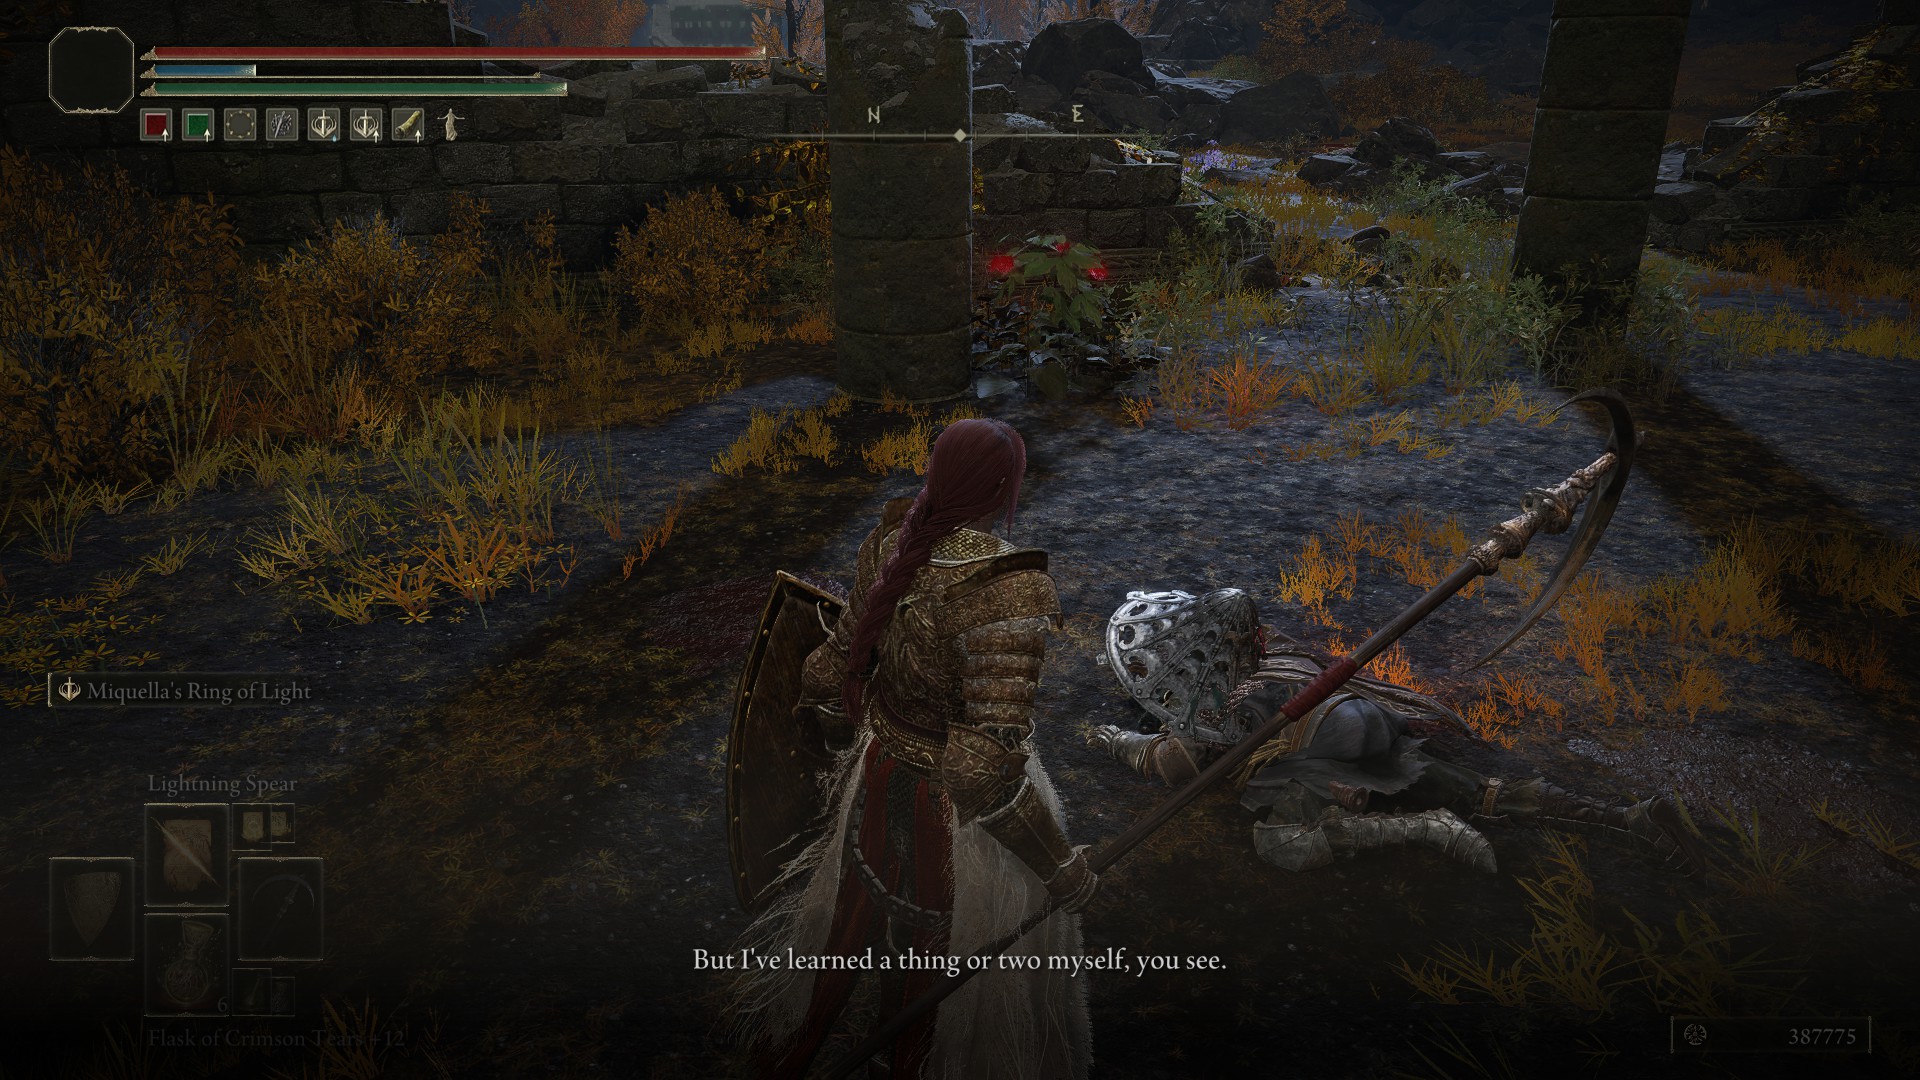 N
E
Miquella's Ring of Light
Lightning Spear
6
Flask of Crimson Tears +12
But I've learned a thing or two myself, you see.
387775